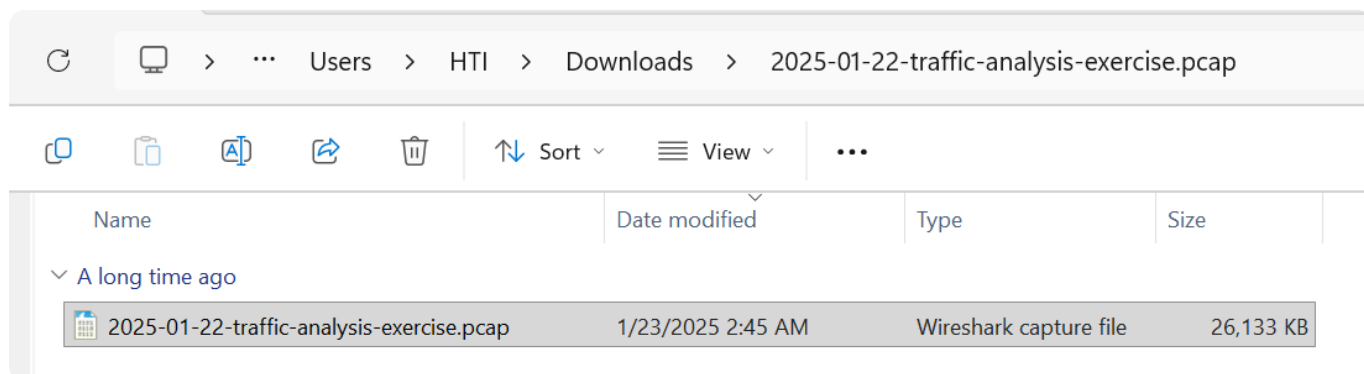 > ... Users > HTI > Downloads > 2025-01-22-traffic-analysis-exercise.pcap
Sort View ...
Name Date modified Type Size
A long time ago
2025-01-22-traffic-analysis-exercise.pcap 1/23/2025 2:45 AM Wireshark capture file 26,133 KB